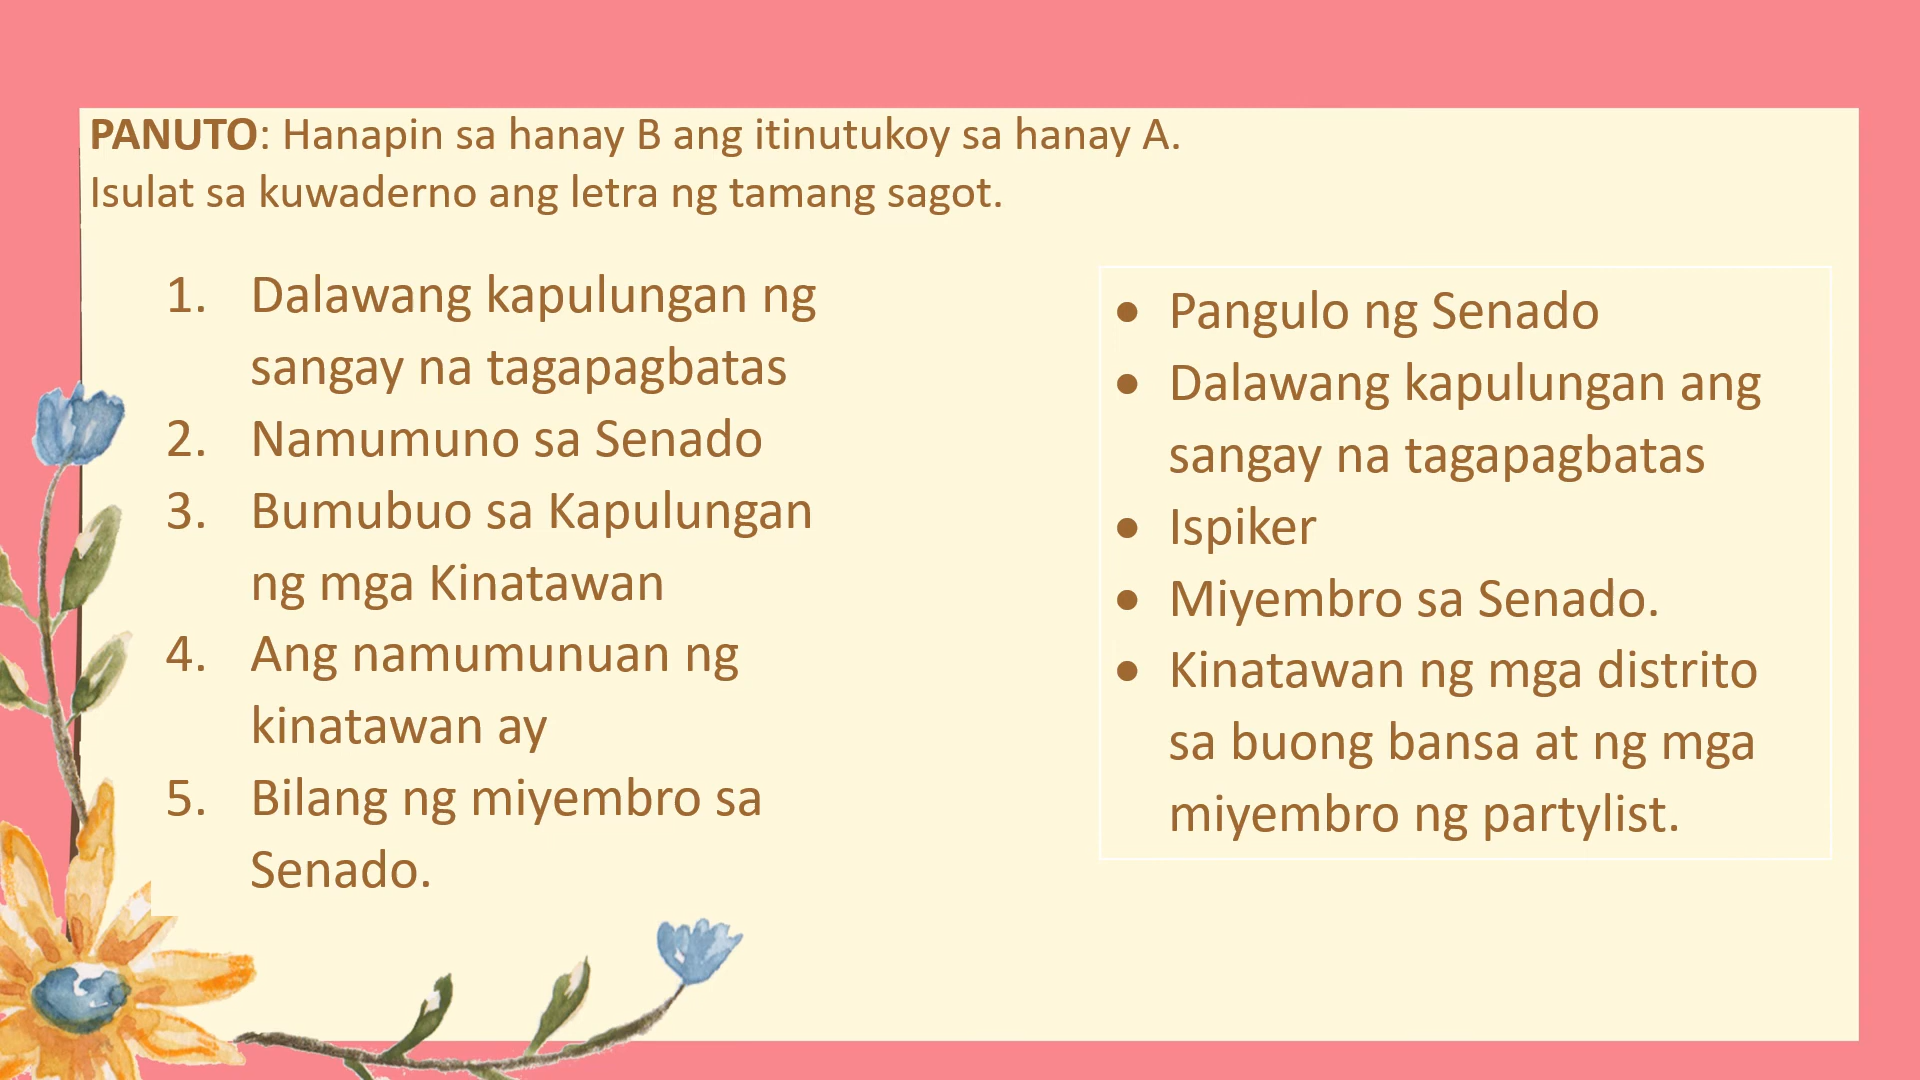 PANUTO: Hanapin sa hanay B ang itinutukoy sa hanay A.
Isulat sa kuwaderno ang letra ng tamang sagot.
1. Dalawang kapulungan ng
sangay na tagapagbatas
2. Namumuno sa Senado
3. Bumubuo sa Kapulungan
ng mga Kinatawan
4. Ang namumunuan ng
kinatawan ay
5. Bilang ng miyembro sa
Senado.
• Pangulo ng Senado
• Dalawang kapulungan ang
sangay na tagapagbatas
• Ispiker
• Miyembro sa Senado.
• Kinatawan ng mga distrito
sa buong bansa at ng mga
miyembro ng partylist.